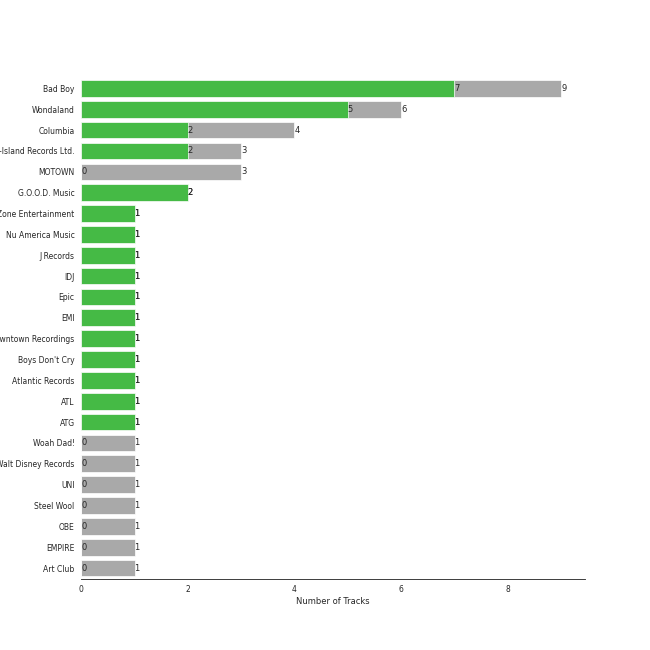 Bad Boy 7 9
Wondaland 5 6
Columbia 2 4
-Island Records Ltd. 2 3
MOTOWN 0 3
G.O.O.D. Music 2
Zone Entertainment 1
Nu America Music 1
J Records 1
IDJ 1
Epic 1
EMI 1
wntown Recordings 1
Boys Don't Cry 1
Atlantic Records 1
ATL 1
ATG 1
Woah Dad! 0 1
Walt Disney Records 0 1
UNI 0 1
Steel Wool 0 1
OBE 0 1
EMPIRE 0 1
Art Club 0 1
0 2 4 6 8
Number of Tracks